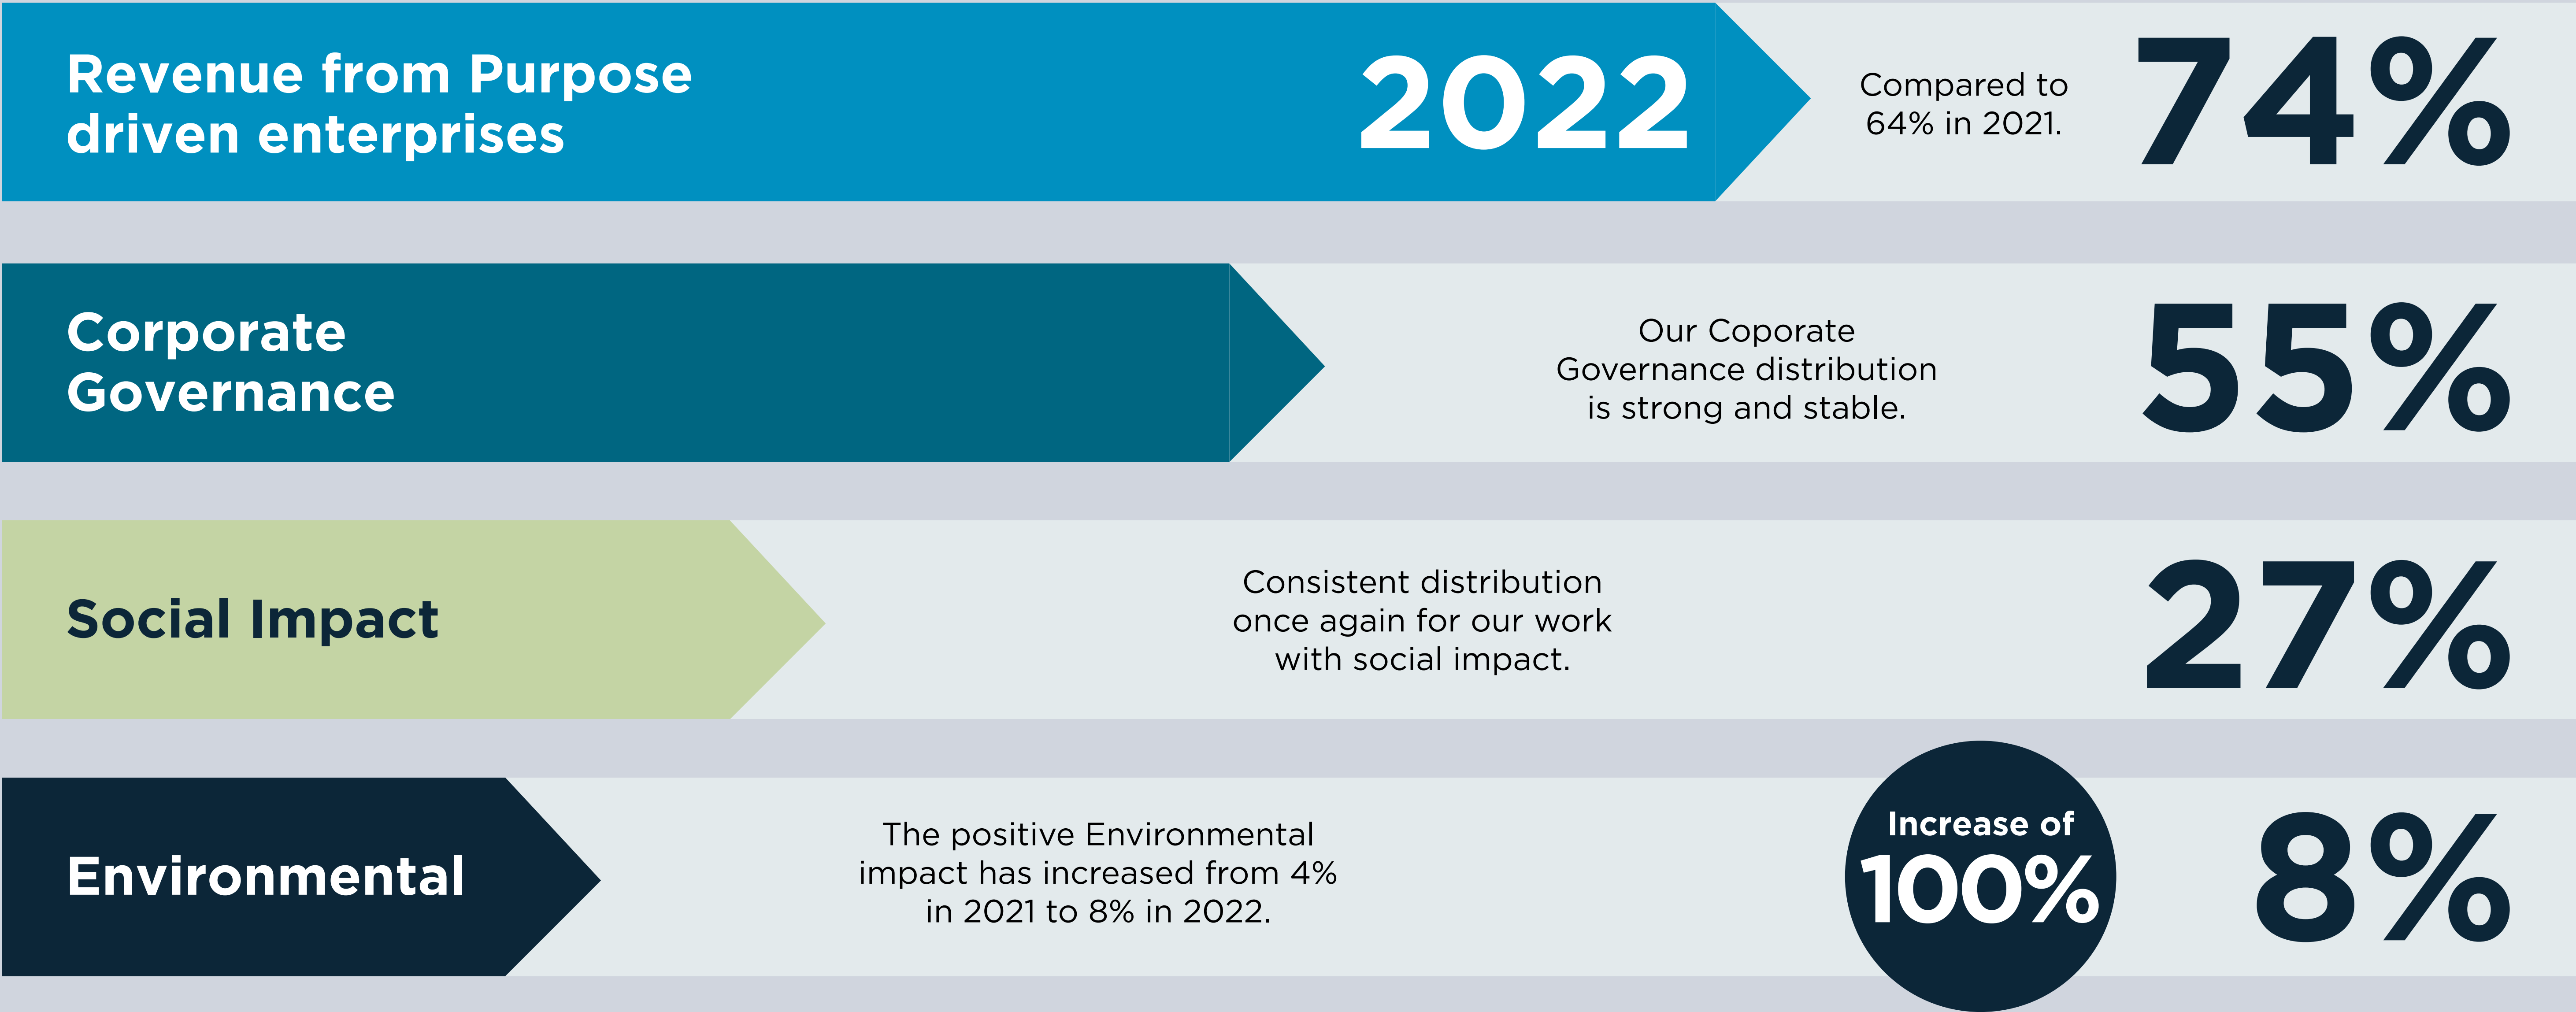 Revenue from Purpose
driven enterprises
2022
Compared to
64% in 2021.
74%
Corporate
Governance
Our Coporate
Governance distribution
is strong and stable.
55%
Social Impact
Consistent distribution
once again for our work
with social impact.
27%
Environmental
The positive Environmental
impact has increased from 4%
in 2021 to 8% in 2022.
Increase of
100%
8%